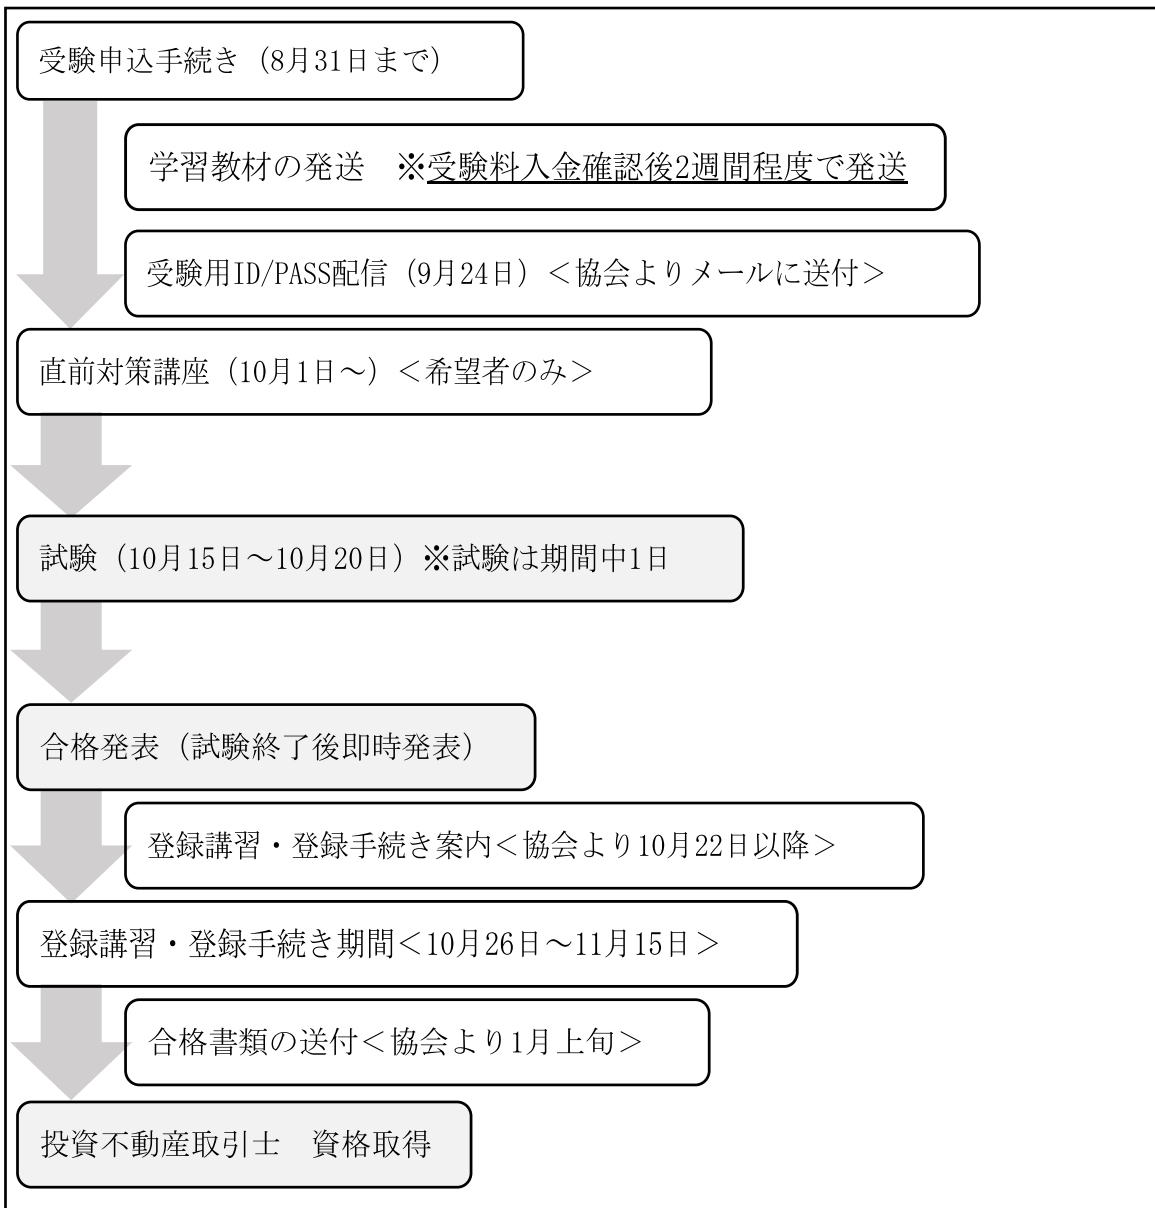 受験申込手続き（8月31日まで）
学習教材の発送　※受験料入金確認後2週間程度で発送
受験用ID/PASS配信（9月24日）＜協会よりメールに送付＞
直前対策講座（10月1日～）＜希望者のみ＞
試験（10月15日～10月20日）※試験は期間中1日
合格発表（試験終了後即時発表）
登録講習・登録手続き案内＜協会より10月22日以降＞
登録講習・登録手続き期間＜10月26日～11月15日＞
合格書類の送付＜協会より1月上旬＞
投資不動産取引士　資格取得